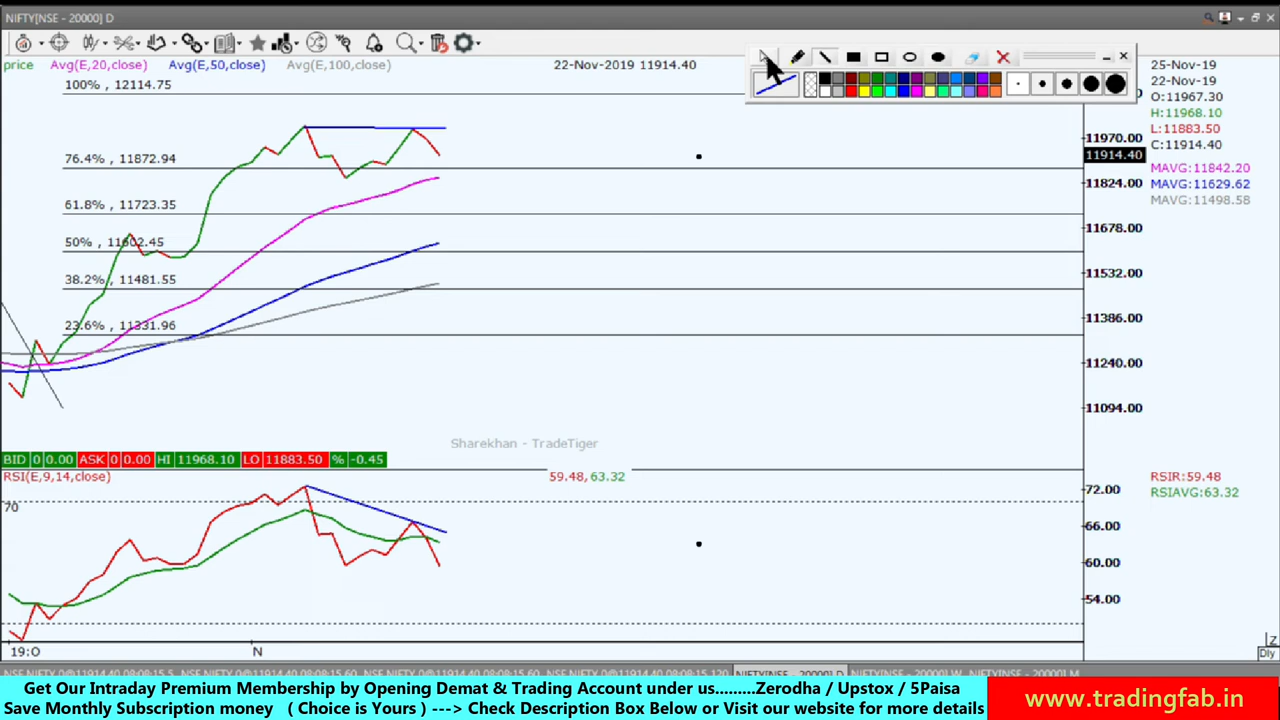 NIFTY[NSE - 20000] D
price Avg(E,20,close) Avg(E,50,close) Avg(E,100,close) 22-Nov-2019 11914.40
25-Nov-19
22-Nov-19
O:11967.30
H:11968.10
L:11883.50
C:11914.40
MAVG:11842.20
MAVG:11629.62
MAVG:11498.58
100% , 12114.75
76.4% , 11872.94
61.8% , 11723.35
50% , 11602.45
38.2% , 11481.55
23.6% , 11331.96
11970.00
11914.40
11824.00
11678.00
11532.00
11386.00
11240.00
11094.00
Sharekhan - TradeTiger
BID 0 0.00 ASK 0 0.00 HI 11968.10 LO 11883.50 % -0.45
RSI(E,9,14,close) 59.48, 63.32
RSIR:59.48
RSIAVG:63.32
70
72.00
66.00
60.00
54.00
19:O N
Dly
NIFTY[NSE - 20000] D
Get Our Intraday Premium Membership by Opening Demat & Trading Account under us.........Zerodha / Upstox / 5Paisa
Save Monthly Subscription money ( Choice is Yours ) ---> Check Description Box Below or Visit our website for more details
www.tradingfab.in